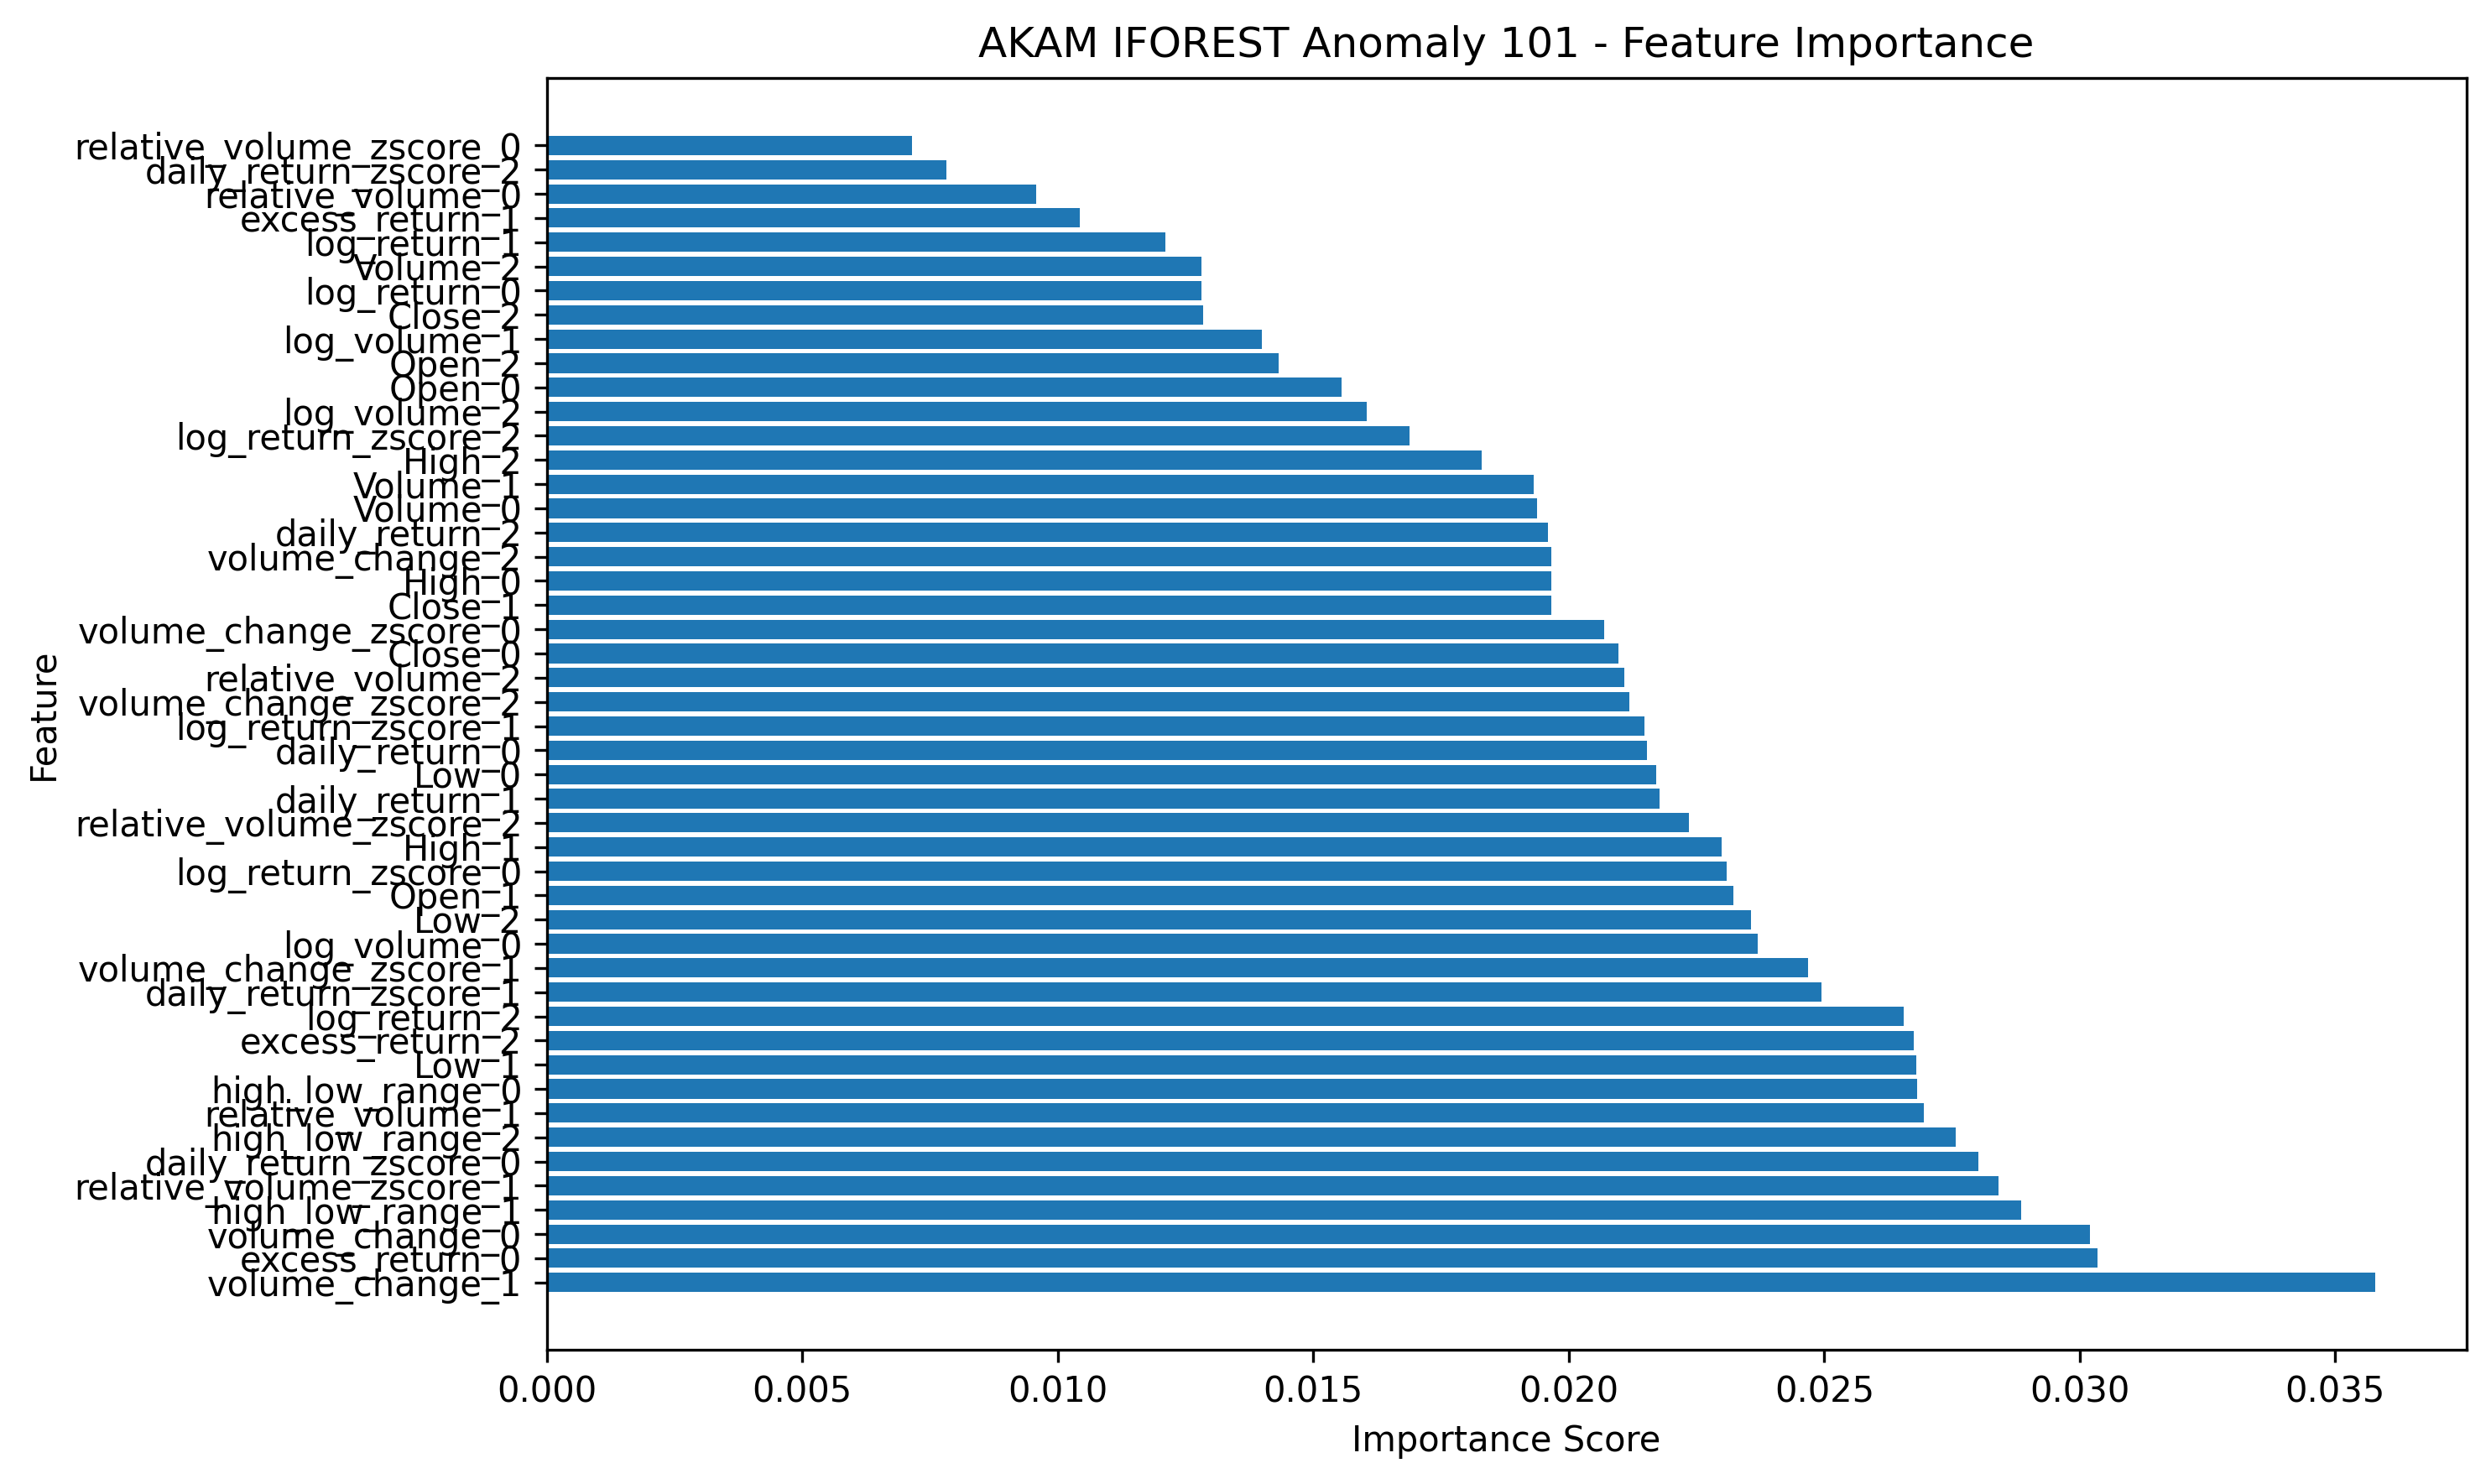 AKAM IFOREST Anomaly 101 - Feature Importance
relative_volume_zscore_0
daily_return_zscore_2
relative_volume_0
excess_return_1
log_return_1
Volume_2
log_return_0
Close_2
log_volume_1
Open_2
Open_0
log_volume_2
log_return_zscore_2
High_2
Volume_1
Volume_0
daily_return_2
volume_change_2
High_0
Close_1
volume_change_zscore_0
Close_0
relative_volume_2
volume_change_zscore_2
log_return_zscore_1
daily_return_0
Low_0
daily_return_1
relative_volume_zscore_2
High_1
log_return_zscore_0
Open_1
Low_2
log_volume_0
volume_change_zscore_1
daily_return_zscore_1
log_return_2
excess_return_2
Low_1
high_low_range_0
relative_volume_1
high_low_range_2
daily_return_zscore_0
relative_volume_zscore_1
high_low_range_1
volume_change_0
excess_return_0
volume_change_1
Feature
0.000 0.005 0.010 0.015 0.020 0.025 0.030 0.035
Importance Score